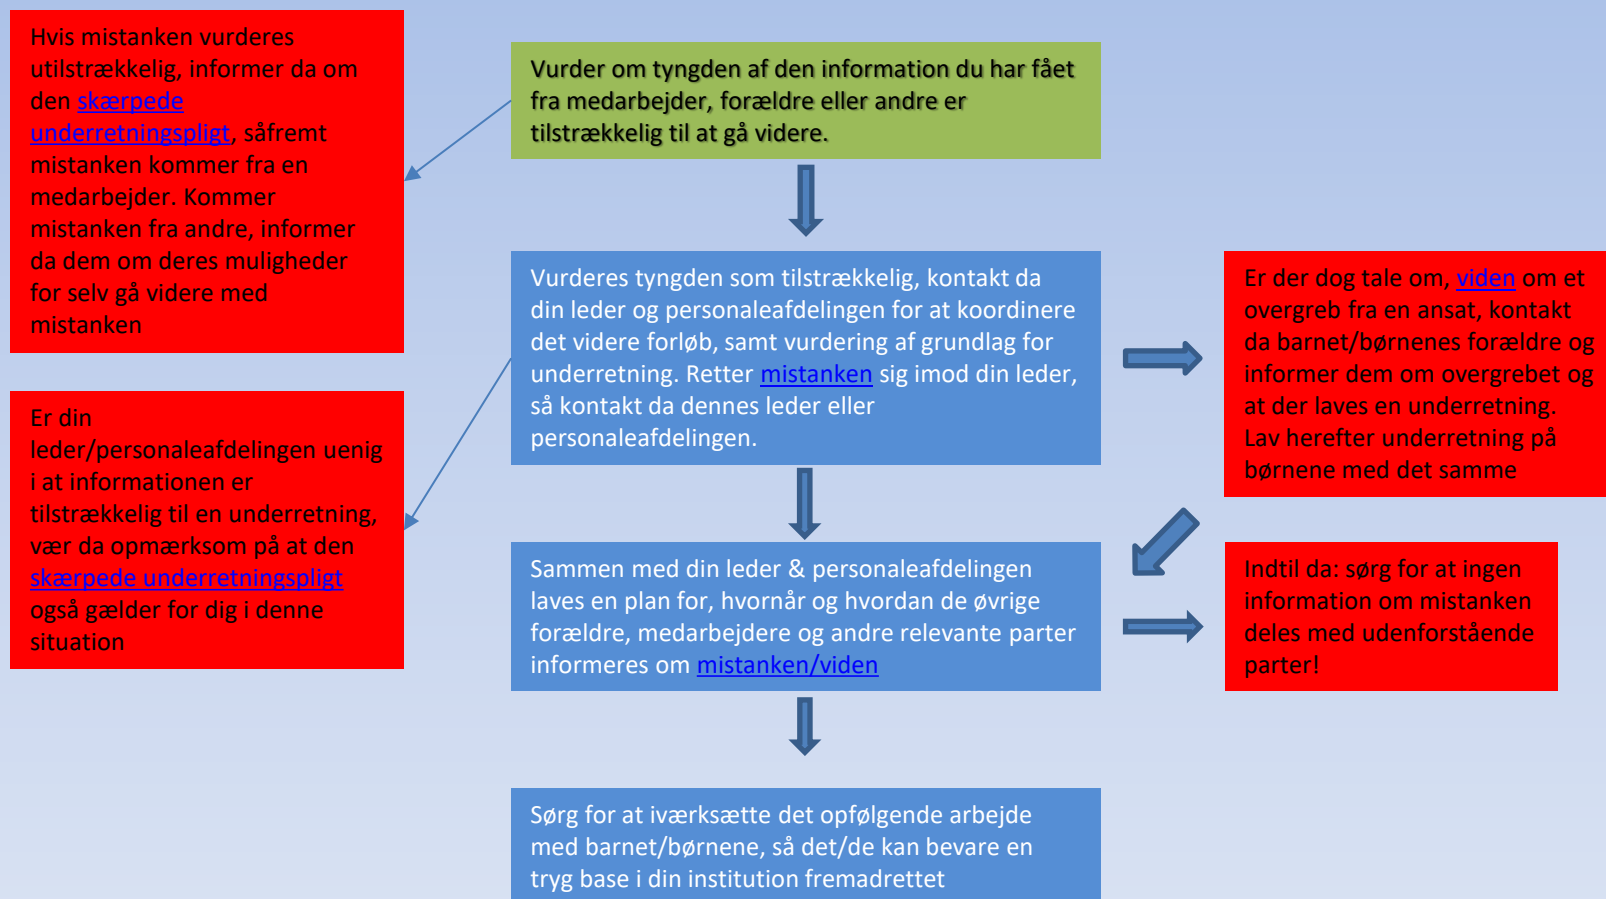 Hvis mistanken vurderes
utilstrækkelig, informer da om
den skærpede
underretningspligt, såfremt
mistanken kommer fra en
medarbejder. Kommer
mistanken fra andre, informer
da dem om deres muligheder
for selv gå videre med
mistanken
Vurder om tyngden af den information du har fået
fra medarbejder, forældre eller andre er
tilstrækkelig til at gå videre.
Vurderes tyngden som tilstrækkelig, kontakt da
din leder og personaleafdelingen for at koordinere
det videre forløb, samt vurdering af grundlag for
underretning. Retter mistanken sig imod din leder,
så kontakt da dennes leder eller
personaleafdelingen.
Er der dog tale om, viden om et
overgreb fra en ansat, kontakt
da barnet/børnenes forældre og
informer dem om overgrebet og
at der laves en underretning.
Lav herefter underretning på
børnene med det samme
Er din
leder/personaleafdelingen uenig
i at informationen er
tilstrækkelig til en underretning,
vær da opmærksom på at den
skærpede underretningspligt
også gælder for dig i denne
situation
Sammen med din leder & personaleafdelingen
laves en plan for, hvornår og hvordan de øvrige
forældre, medarbejdere og andre relevante parter
informeres om mistanken/viden
Indtil da: sørg for at ingen
information om mistanken
deles med udenforstående
parter!
Sørg for at iværksætte det opfølgende arbejde
med barnet/børnene, så det/de kan bevare en
tryg base i din institution fremadrettet